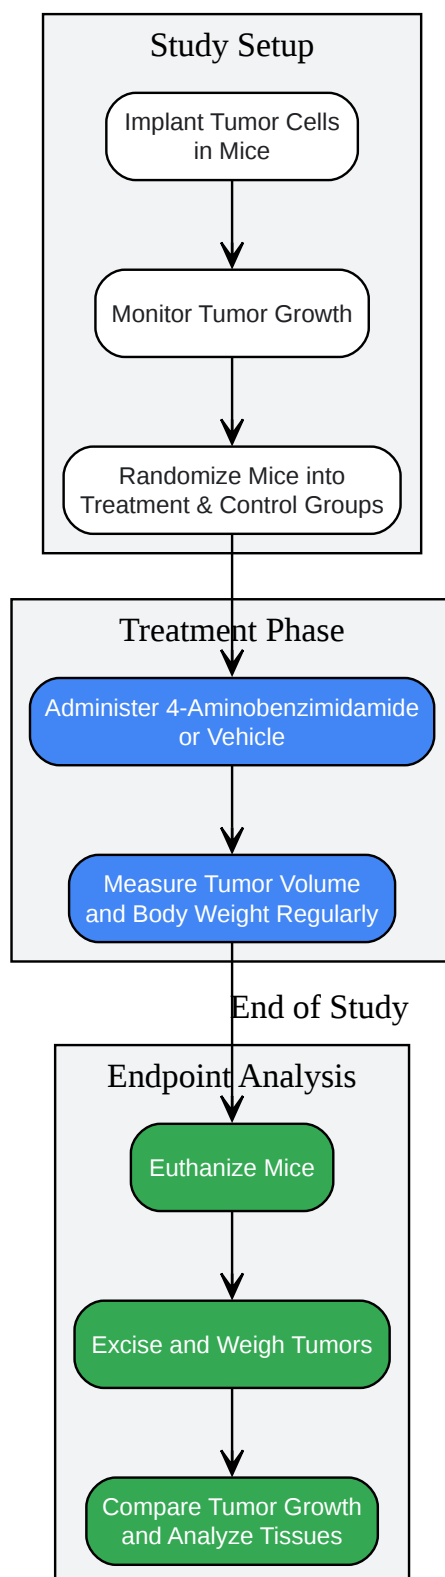 Study Setup
Implant Tumor Cells
in Mice
Monitor Tumor Growth
Randomize Mice into
Treatment & Control Groups
Treatment Phase
Administer 4-Aminobenzimidamide
or Vehicle
Measure Tumor Volume
and Body Weight Regularly
End of Study
Endpoint Analysis
Euthanize Mice
Excise and Weigh Tumors
Compare Tumor Growth
and Analyze Tissues